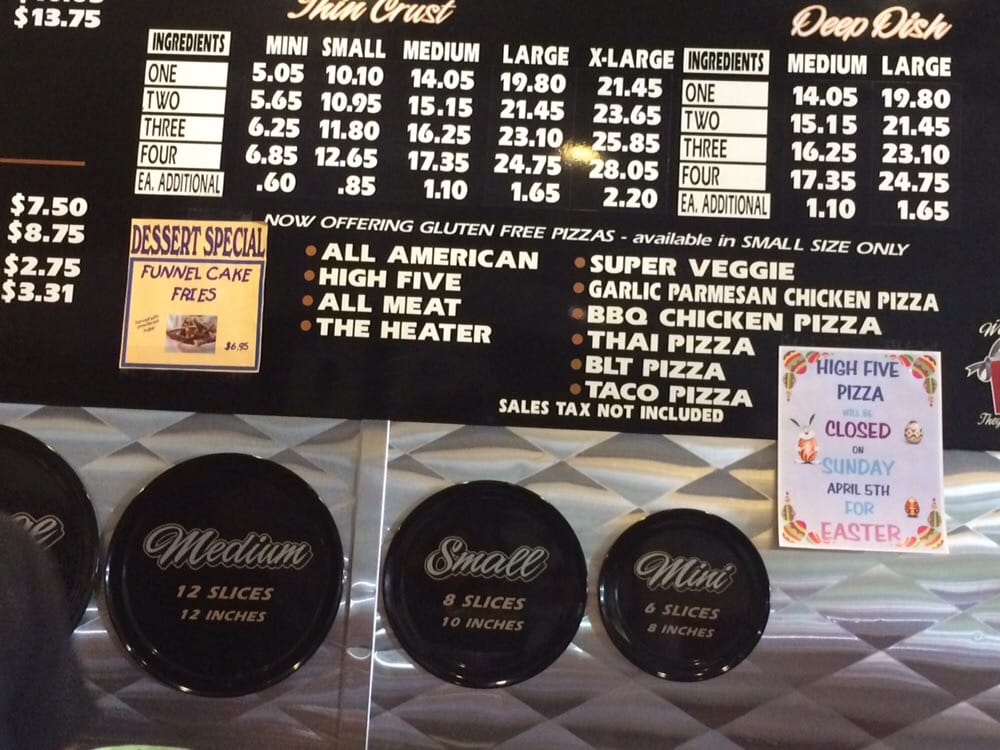 $13.75
$7.50
$8.75
$2.75
$3.31
Thin Crust
INGREDIENTS MINI SMALL MEDIUM LARGE X-LARGE
ONE 5.05 10.10 14.05 19.80 21.45
TWO 5.65 10.95 15.15 21.45 23.65
THREE 6.25 11.80 16.25 23.10 25.85
FOUR 6.85 12.65 17.35 24.75 28.05
EA. ADDITIONAL .60 .85 1.10 1.65 2.20
Deep Dish
INGREDIENTS MEDIUM LARGE
ONE 14.05 19.80
TWO 15.15 21.45
THREE 16.25 23.10
FOUR 17.35 24.75
EA. ADDITIONAL 1.10 1.65
NOW OFFERING GLUTEN FREE PIZZAS - available in SMALL SIZE ONLY
ALL AMERICAN
HIGH FIVE
ALL MEAT
THE HEATER
SUPER VEGGIE
GARLIC PARMESAN CHICKEN PIZZA
BBQ CHICKEN PIZZA
THAI PIZZA
BLT PIZZA
TACO PIZZA
SALES TAX NOT INCLUDED
DESSERT SPECIAL
FUNNEL CAKE
FRIES
Served with
powdered
sugar
$6.95
HIGH FIVE
PIZZA
WILL BE
CLOSED
ON
SUNDAY
APRIL 5TH
FOR
EASTER
Medium
12 SLICES
12 INCHES
Small
8 SLICES
10 INCHES
Mini
6 SLICES
8 INCHES